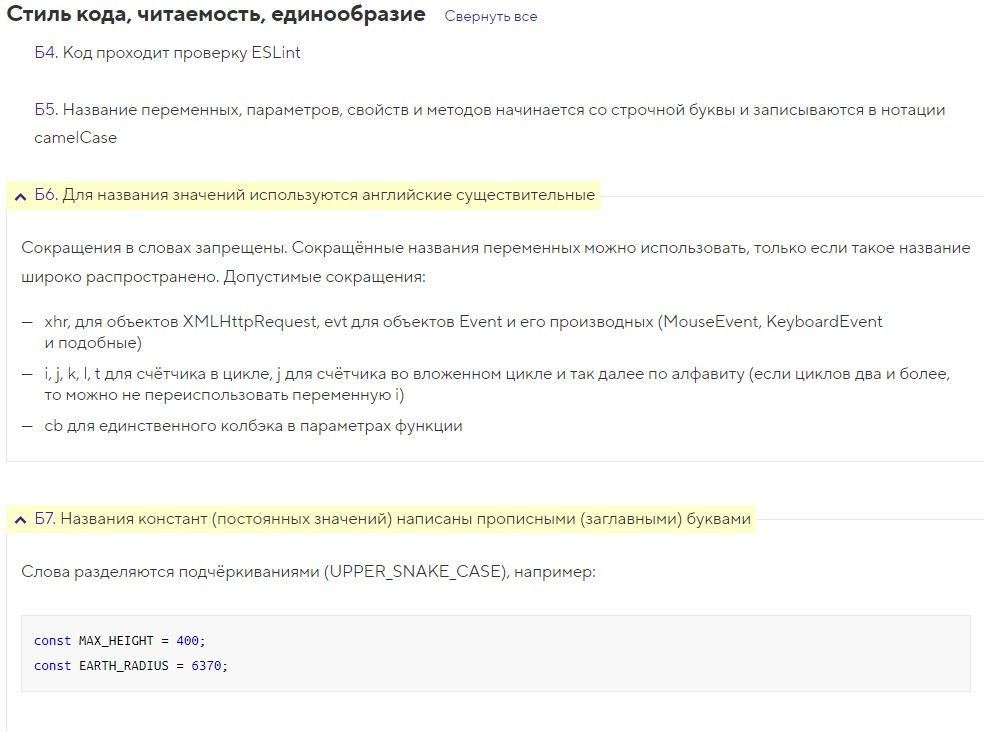 Стиль кода, читаемость, единообразие Свернуть все
Б4. Код проходит проверку ESLint
Б5. Название переменных, параметров, свойств и методов начинается со строчной буквы и записываются в нотации
camelCase
Б6. Для названия значений используются английские существительные
Сокращения в словах запрещены. Сокращённые названия переменных можно использовать, только если такое название
широко распространено. Допустимые сокращения:
— xhr, для объектов XMLHttpRequest, evt для объектов Event и его производных (MouseEvent, KeyboardEvent
и подобные)
— i, j, k, l, t для счётчика в цикле, j для счётчика во вложенном цикле и так далее по алфавиту (если циклов два и более,
то можно не переиспользовать переменную i)
— cb для единственного колбэка в параметрах функции
Б7. Названия констант (постоянных значений) написаны прописными (заглавными) буквами
Слова разделяются подчёркиваниями (UPPER_SNAKE_CASE), например:
const MAX_HEIGHT = 400;
const EARTH_RADIUS = 6370;